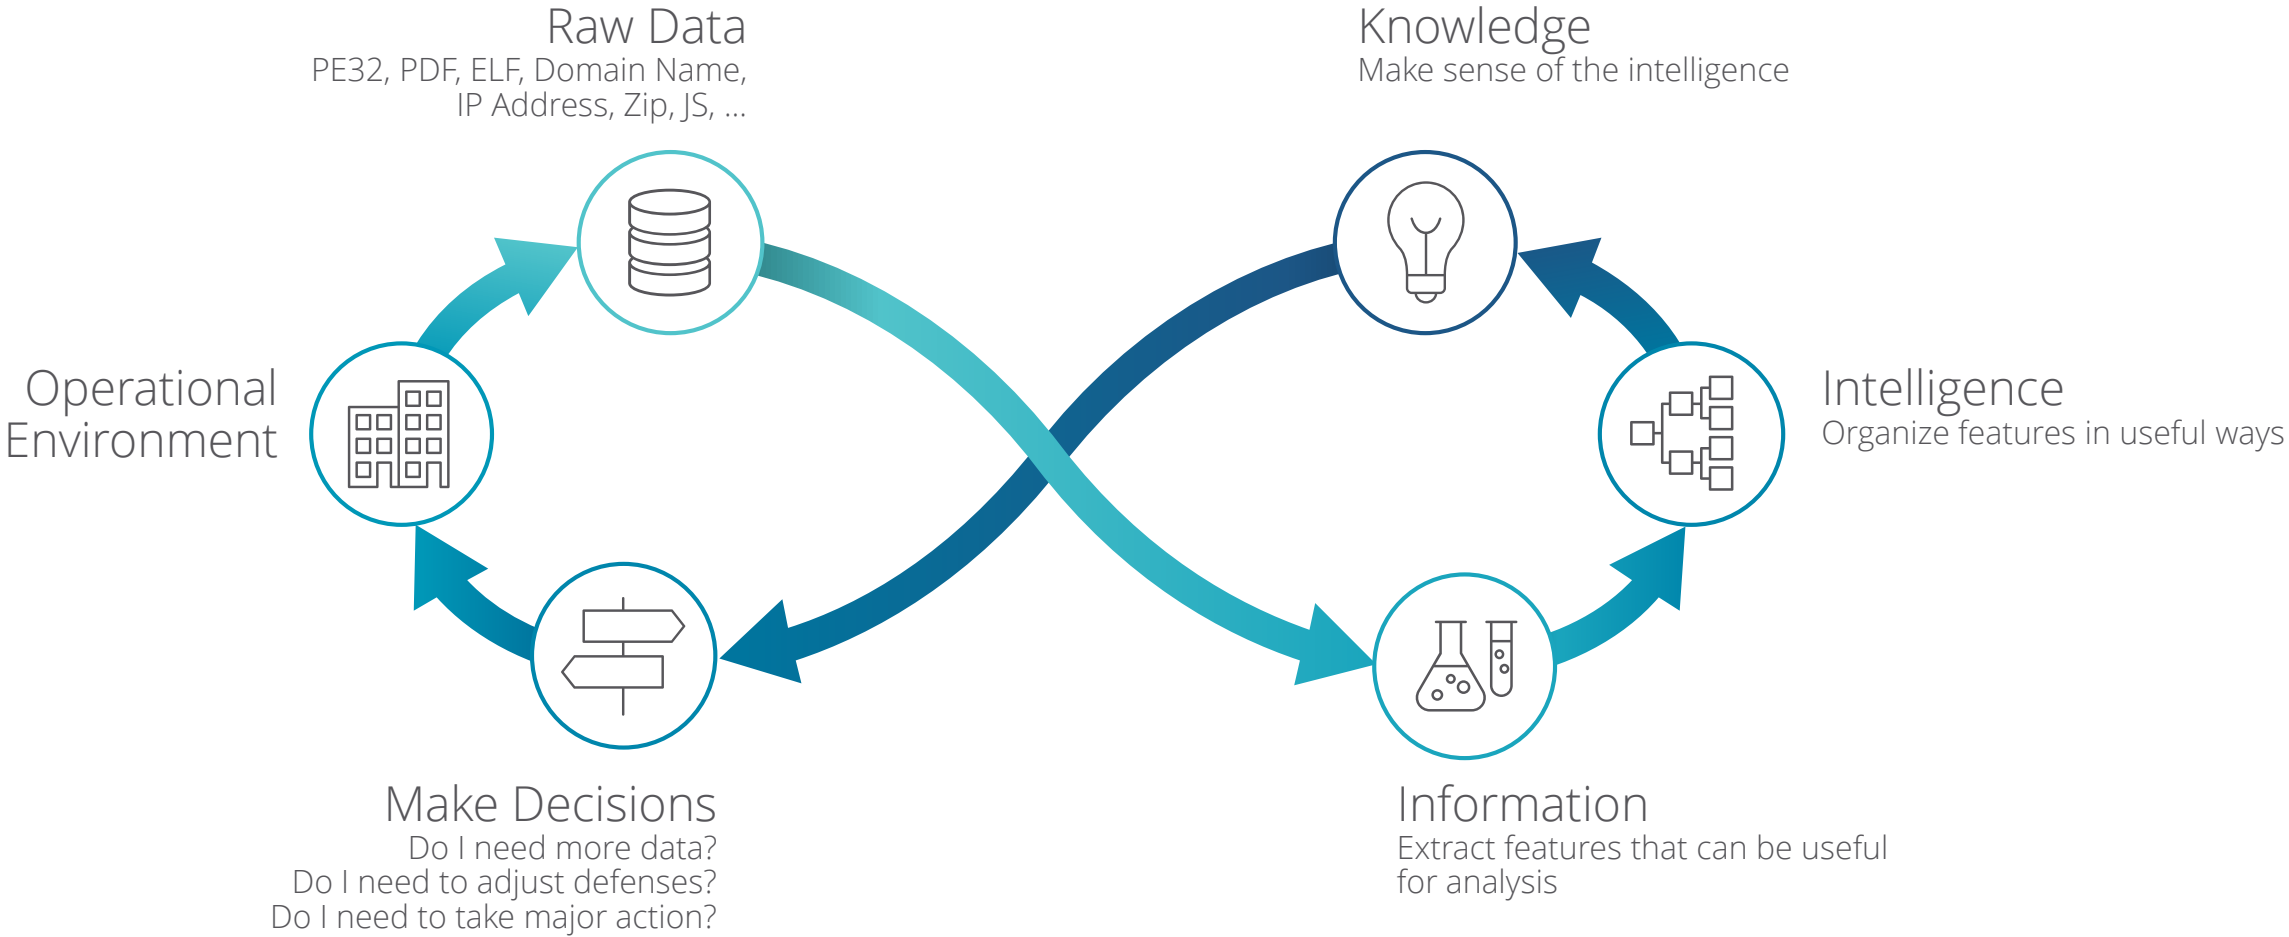 Raw Data
PE32, PDF, ELF, Domain Name,
IP Address, Zip, JS, ...
Knowledge
Make sense of the intelligence
Operational
Environment
Intelligence
Organize features in useful ways
Make Decisions
Do I need more data?
Do I need to adjust defenses?
Do I need to take major action?
Information
Extract features that can be useful
for analysis